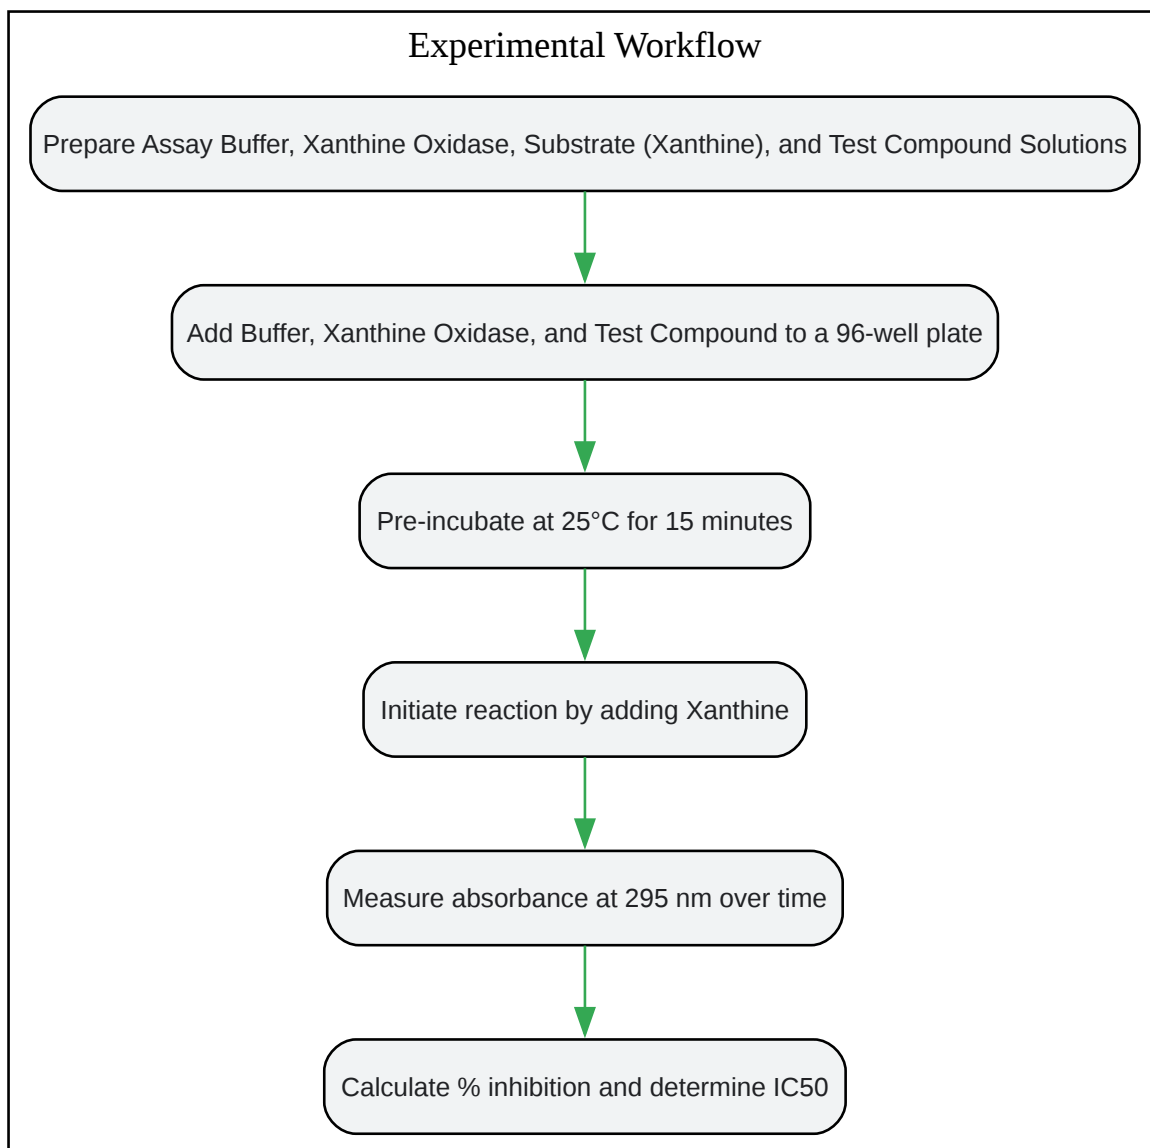 Experimental Workflow
Prepare Assay Buffer, Xanthine Oxidase, Substrate (Xanthine), and Test Compound Solutions
Add Buffer, Xanthine Oxidase, and Test Compound to a 96-well plate
Pre-incubate at 25°C for 15 minutes
Initiate reaction by adding Xanthine
Measure absorbance at 295 nm over time
Calculate % inhibition and determine IC50